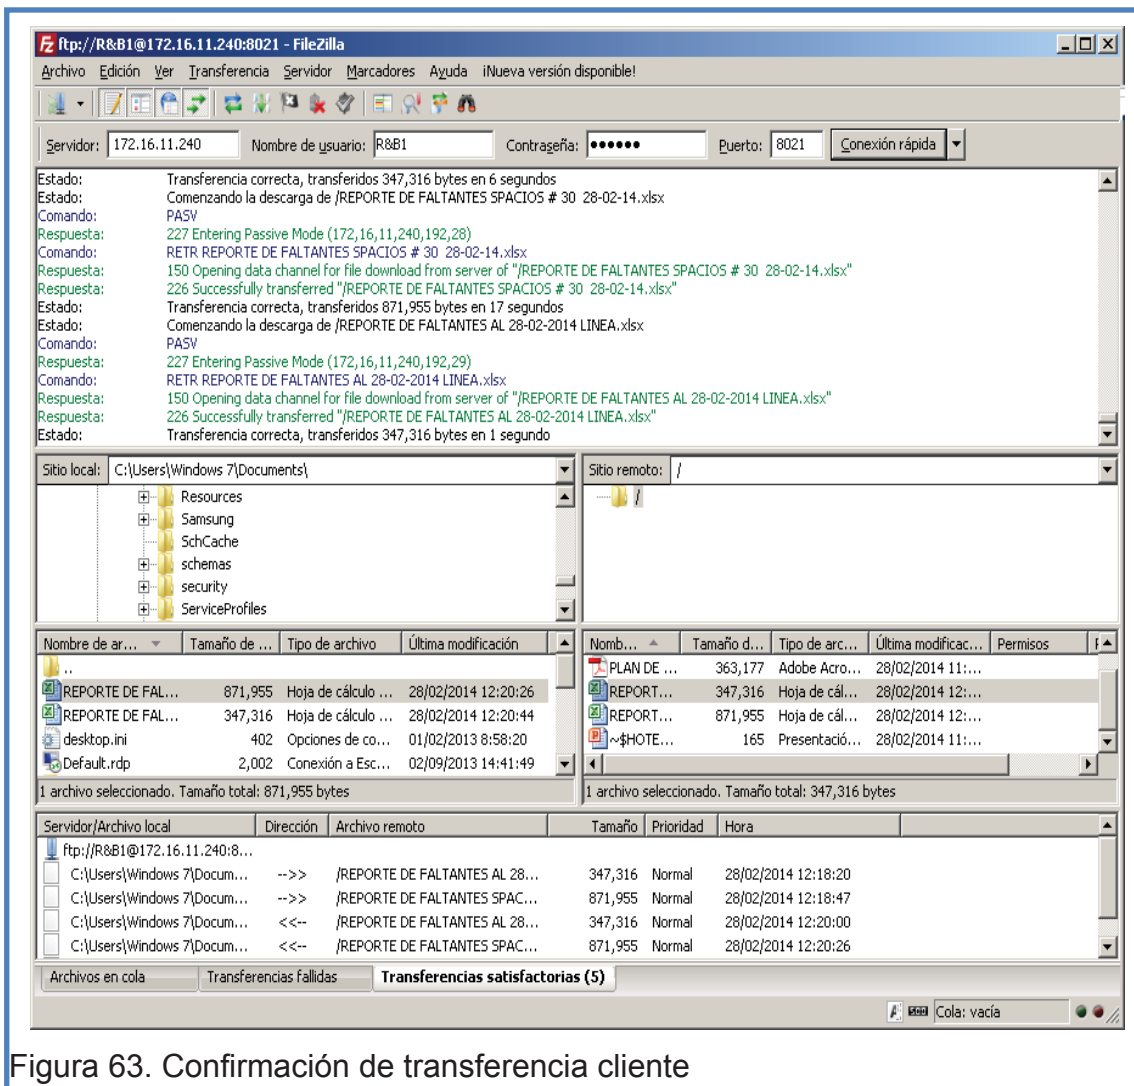 ftp://R&B1@172.16.11.240:8021 - FileZilla
Archivo Edición Ver Transferencia Servidor Marcadores Ayuda ¡Nueva versión disponible!
Servidor: 172.16.11.240 Nombre de usuario: R&B1 Contraseña: ●●●●●● Puerto: 8021 Conexión rápida
Estado: Transferencia correcta, transferidos 347,316 bytes en 6 segundos
Estado: Comenzando la descarga de /REPORTE DE FALTANTES SPACIOS # 30 28-02-14.xlsx
Comando: PASV
Respuesta: 227 Entering Passive Mode (172,16,11,240,192,28)
Comando: RETR REPORTE DE FALTANTES SPACIOS # 30 28-02-14.xlsx
Respuesta: 150 Opening data channel for file download from server of "/REPORTE DE FALTANTES SPACIOS # 30 28-02-14.xlsx"
Respuesta: 226 Successfully transferred "/REPORTE DE FALTANTES SPACIOS # 30 28-02-14.xlsx"
Estado: Transferencia correcta, transferidos 871,955 bytes en 17 segundos
Estado: Comenzando la descarga de /REPORTE DE FALTANTES AL 28-02-2014 LINEA.xlsx
Comando: PASV
Respuesta: 227 Entering Passive Mode (172,16,11,240,192,29)
Comando: RETR REPORTE DE FALTANTES AL 28-02-2014 LINEA.xlsx
Respuesta: 150 Opening data channel for file download from server of "/REPORTE DE FALTANTES AL 28-02-2014 LINEA.xlsx"
Respuesta: 226 Successfully transferred "/REPORTE DE FALTANTES AL 28-02-2014 LINEA.xlsx"
Estado: Transferencia correcta, transferidos 347,316 bytes en 1 segundo
Sitio local: C:\Users\Windows 7\Documents\
Resources
Samsung
SchCache
schemas
security
ServiceProfiles
Sitio remoto: /
/
Nombre de ar... Tamaño de ... Tipo de archivo Última modificación
..
REPORTE DE FAL... 871,955 Hoja de cálculo ... 28/02/2014 12:20:26
REPORTE DE FAL... 347,316 Hoja de cálculo ... 28/02/2014 12:20:44
desktop.ini 402 Opciones de co... 01/02/2013 8:58:20
Default.rdp 2,002 Conexión a Esc... 02/09/2013 14:41:49
1 archivo seleccionado. Tamaño total: 871,955 bytes
Nomb... Tamaño d... Tipo de arc... Última modificac... Permisos
PLAN DE ... 363,177 Adobe Acro... 28/02/2014 11:...
REPORT... 347,316 Hoja de cál... 28/02/2014 12:...
REPORT... 871,955 Hoja de cál... 28/02/2014 12:...
~$HOTE... 165 Presentació... 28/02/2014 11:...
1 archivo seleccionado. Tamaño total: 347,316 bytes
Servidor/Archivo local Dirección Archivo remoto Tamaño Prioridad Hora
ftp://R&B1@172.16.11.240:8...
C:\Users\Windows 7\Docum... -->> /REPORTE DE FALTANTES AL 28... 347,316 Normal 28/02/2014 12:18:20
C:\Users\Windows 7\Docum... -->> /REPORTE DE FALTANTES SPAC... 871,955 Normal 28/02/2014 12:18:47
C:\Users\Windows 7\Docum... <<-- /REPORTE DE FALTANTES AL 28... 347,316 Normal 28/02/2014 12:20:00
C:\Users\Windows 7\Docum... <<-- /REPORTE DE FALTANTES SPAC... 871,955 Normal 28/02/2014 12:20:26
Archivos en cola Transferencias fallidas Transferencias satisfactorias (5)
Cola: vacía
Figura 63. Confirmación de transferencia cliente